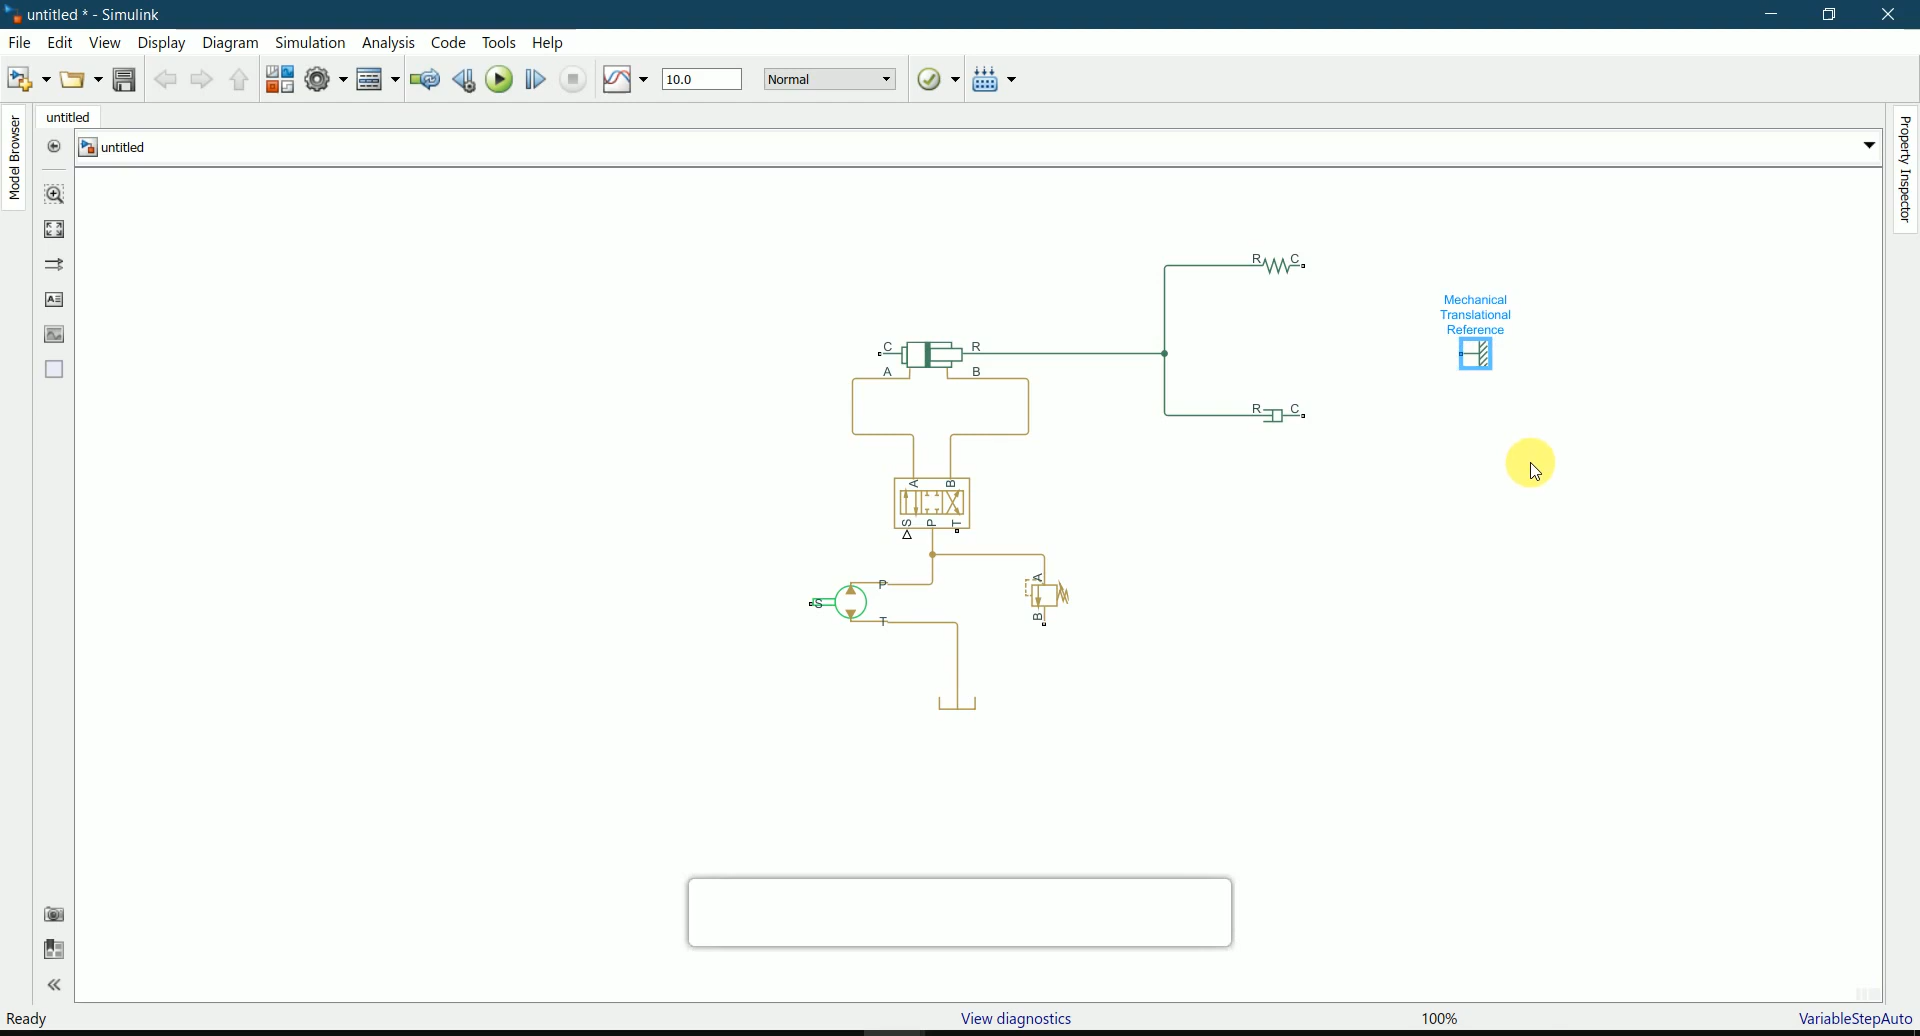 untitled * - Simulink
File Edit View Display Diagram Simulation Analysis Code Tools Help
10.0 Normal
Model Browser
untitled
untitled
Property Inspector
R C
Mechanical
Translational
Reference
C R
A B
R C
A B
S P T
P
S
T
A
B
Ready View diagnostics 100% VariableStepAuto